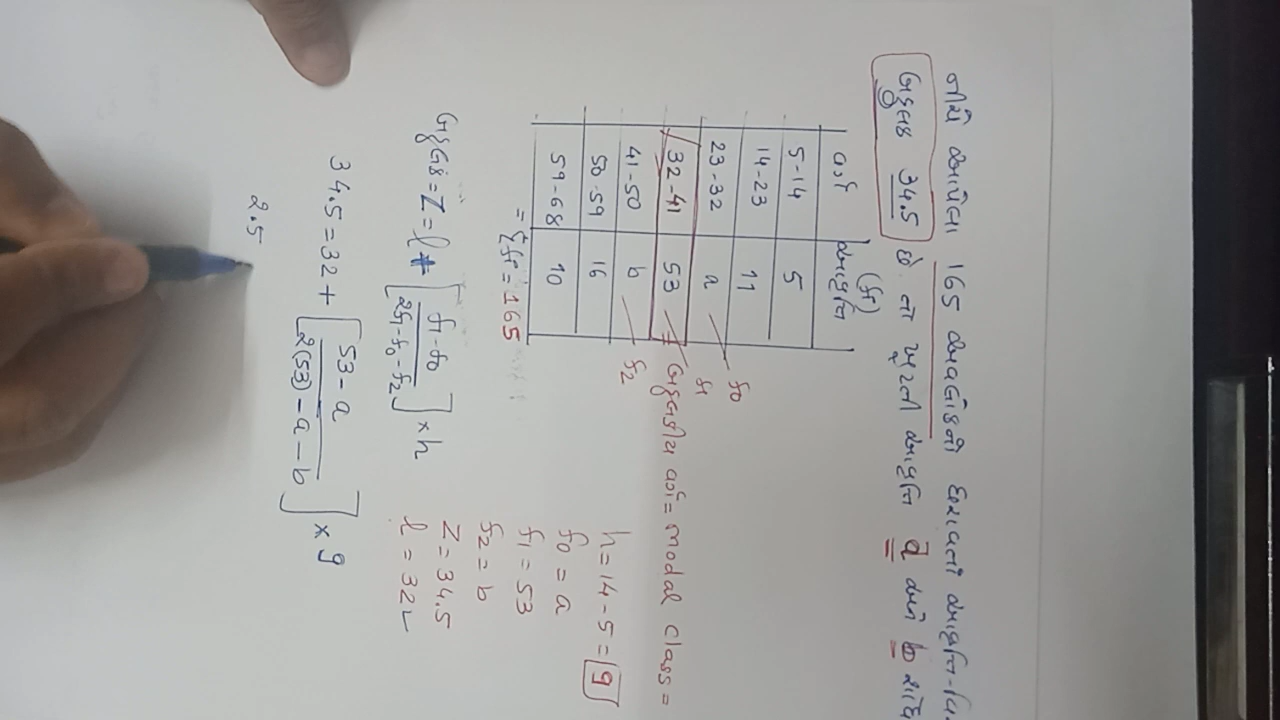 નીચે આપેલા 165 અવલોકનો ધરાવતા આવૃત્તિ-વિ
બહુલક 34.5 છે તો ખૂટતી આવૃત્તિ a અને b શોધ
વર્ગ આવૃત્તિ (fi)
5-14 5
14-23 11
23-32 a f0
32-41 53 f1 બહુલકીય વર્ગ = modal class =
41-50 b f2
50-59 16
59-68 10
= Σfi = 165
h = 14-5 = 9
f0 = a
f1 = 53
f2 = b
Z = 34.5
l = 32
બહુલક = Z = l + [f1-f0 / 2f1-f0-f2] × h
34.5 = 32 + [53-a / 2(53)-a-b] × 9
2.5